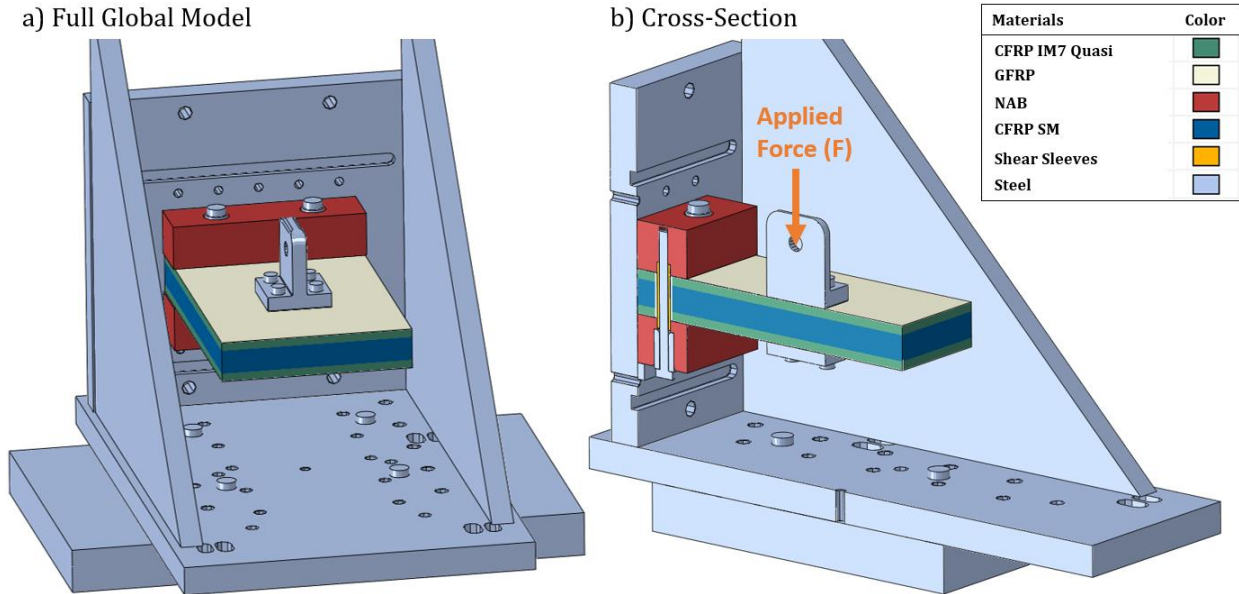 a) Full Global Model
b) Cross-Section
Applied
Force (F)
Materials Color
CFRP IM7 Quasi
GFRP
NAB
CFRP SM
Shear Sleeves
Steel